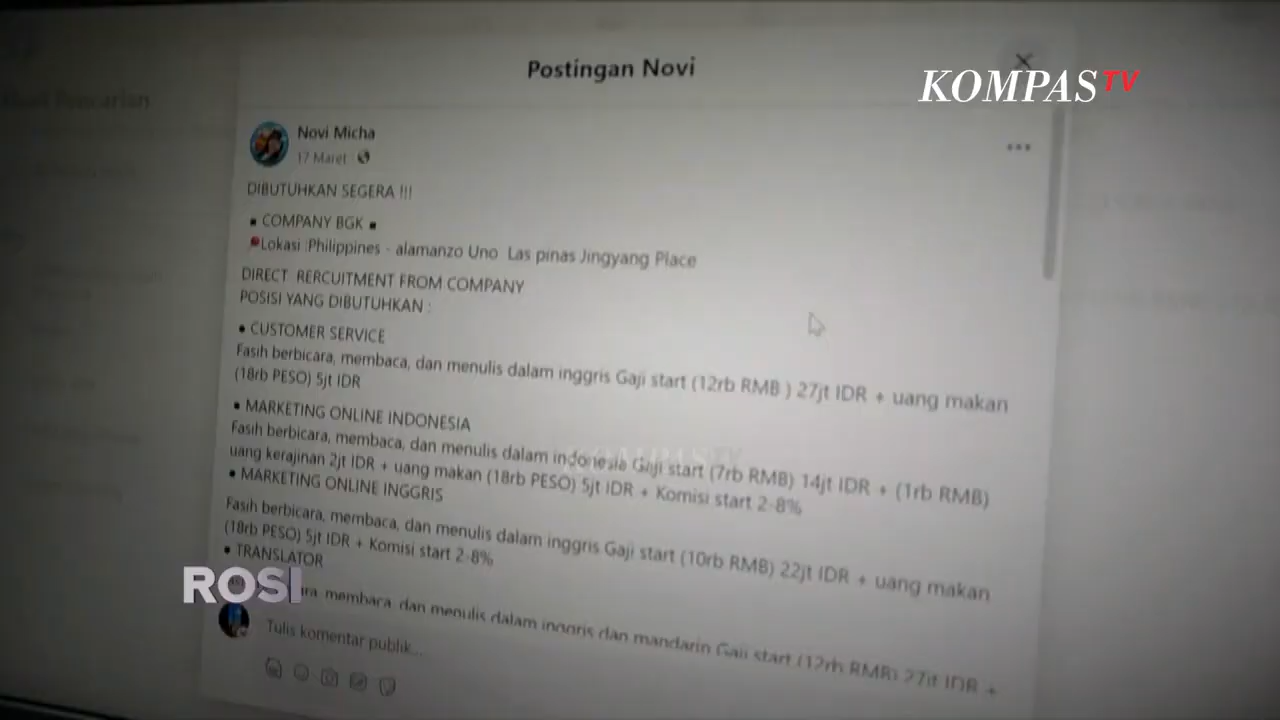 Postingan Novi
KOMPAS TV
Novi Micha
17 Maret
DIBUTUHKAN SEGERA !!!
▪ COMPANY BGK ▪
📍Lokasi :Philippines - alamanzo Uno Las pinas Jingyang Place
DIRECT RERCUITMENT FROM COMPANY
POSISI YANG DIBUTUHKAN :
• CUSTOMER SERVICE
Fasih berbicara, membaca, dan menulis dalam inggris Gaji start (12rb RMB ) 27jt IDR + uang makan
(18rb PESO) 5jt IDR
• MARKETING ONLINE INDONESIA
Fasih berbicara, membaca, dan menulis dalam indonesia Gaji start (7rb RMB) 14jt IDR + (1rb RMB)
uang kerajinan 2jt IDR + uang makan (18rb PESO) 5jt IDR + Komisi start 2-8%
• MARKETING ONLINE INGGRIS
Fasih berbicara, membaca, dan menulis dalam inggris Gaji start (10rb RMB) 22jt IDR + uang makan
(18rb PESO) 5jt IDR + Komisi start 2-8%
• TRANSLATOR
membaca, dan menulis dalam inggris dan mandarin Gaji start (12rb RMB) 27jt IDR +
ROSI
Tulis komentar publik...